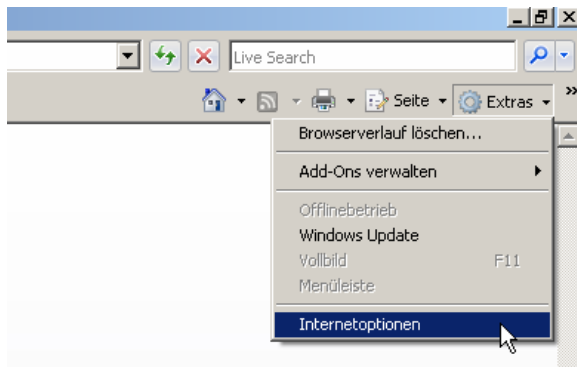 Live Search
Seite Extras »
Browserverlauf löschen...
Add-Ons verwalten
Offlinebetrieb
Windows Update
Vollbild F11
Menüleiste
Internetoptionen